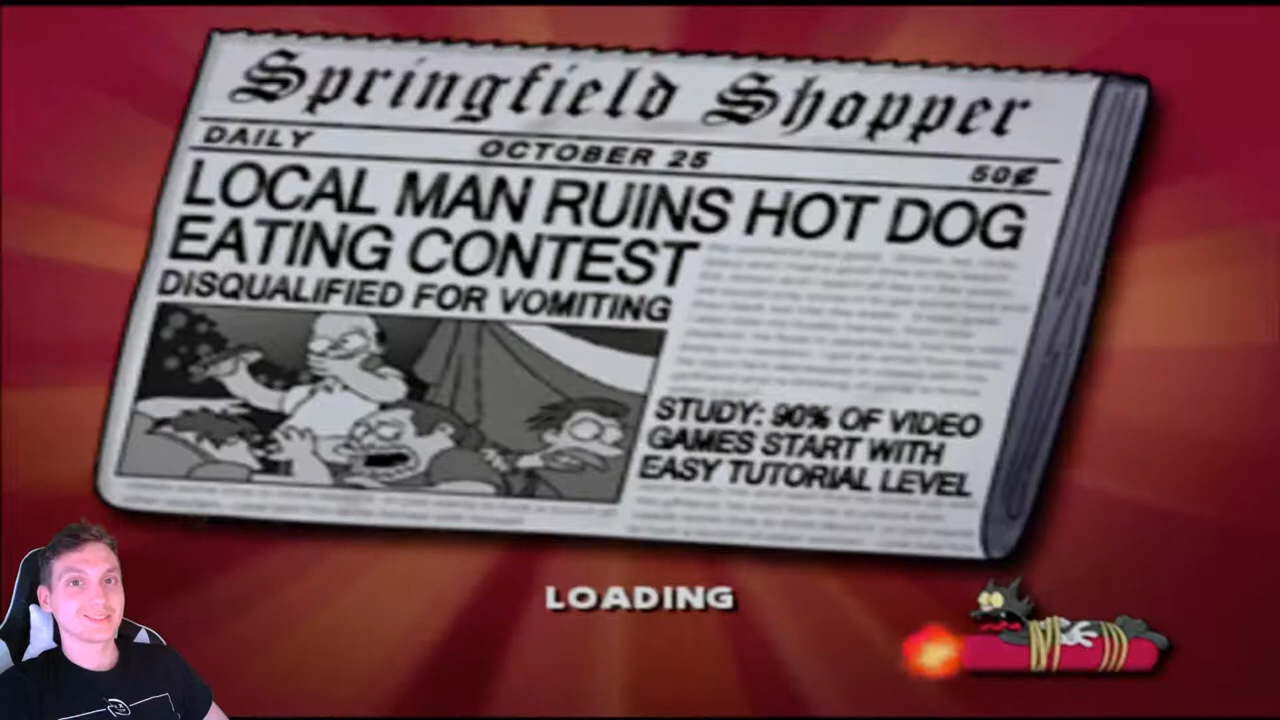 Springfield Shopper
DAILY OCTOBER 25 50¢
LOCAL MAN RUINS HOT DOG
EATING CONTEST
DISQUALIFIED FOR VOMITING
STUDY: 90% OF VIDEO
GAMES START WITH
EASY TUTORIAL LEVEL
LOADING